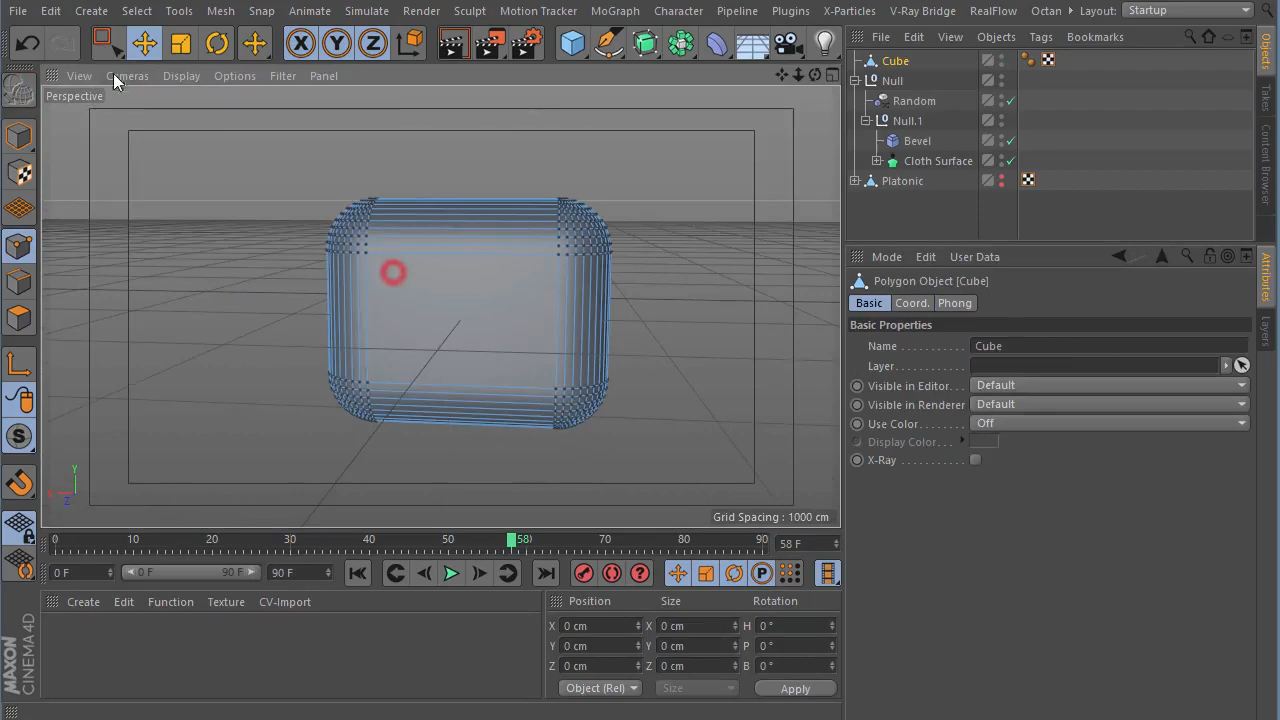 File Edit Create Select Tools Mesh Snap Animate Simulate Render Sculpt Motion Tracker MoGraph Character Pipeline Plugins X-Particles V-Ray Bridge RealFlow Octan Layout: Startup
File Edit View Objects Tags Bookmarks
View Cameras Display Options Filter Panel
Perspective
Cube
Null
Random
Null.1
Bevel
Cloth Surface
Platonic
Objects
Takes
Content Browser
Mode Edit User Data
Polygon Object [Cube]
Basic Coord. Phong
Basic Properties
Name Cube
Layer
Visible in Editor Default
Visible in Renderer Default
Use Color Off
Display Color
X-Ray
Attributes
Layers
Y
X
Z
Grid Spacing : 1000 cm
0 10 20 30 40 50 58 70 80 90 58 F
0 F 0 F 90 F 90 F
Create Edit Function Texture CV-Import
Position Size Rotation
X 0 cm X 0 cm H 0 °
Y 0 cm Y 0 cm P 0 °
Z 0 cm Z 0 cm B 0 °
Object (Rel) Size Apply
MAXON
CINEMA 4D